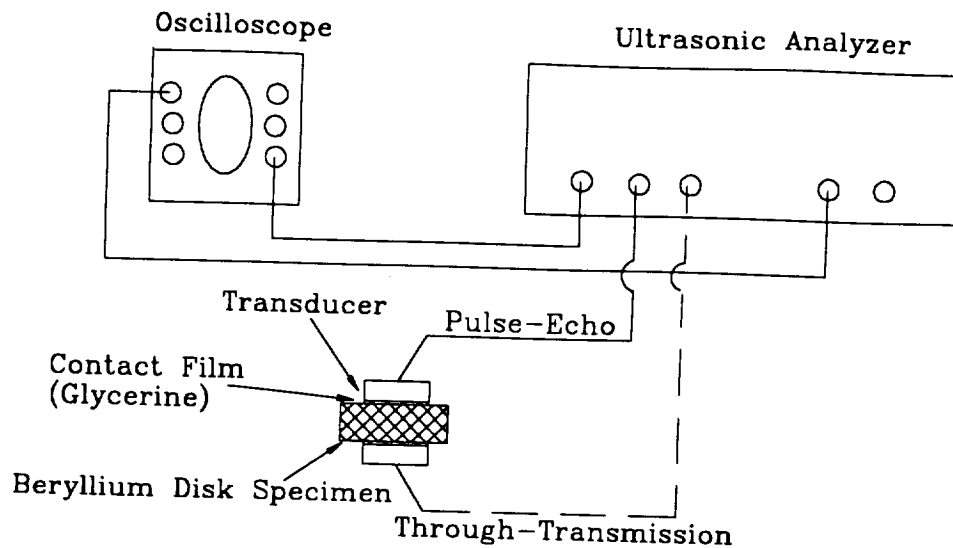 Oscilloscope
Ultrasonic Analyzer
Transducer
Pulse-Echo
Contact Film
(Glycerine)
Beryllium Disk Specimen
Through-Transmission